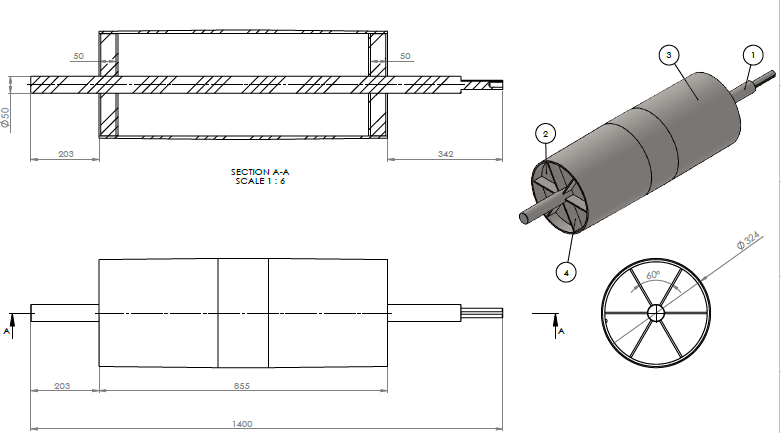 50
50
Ø50
203
342
SECTION A-A
SCALE 1 : 6
3
1
2
4
Ø324
60°
A
A
A
203
855
1400